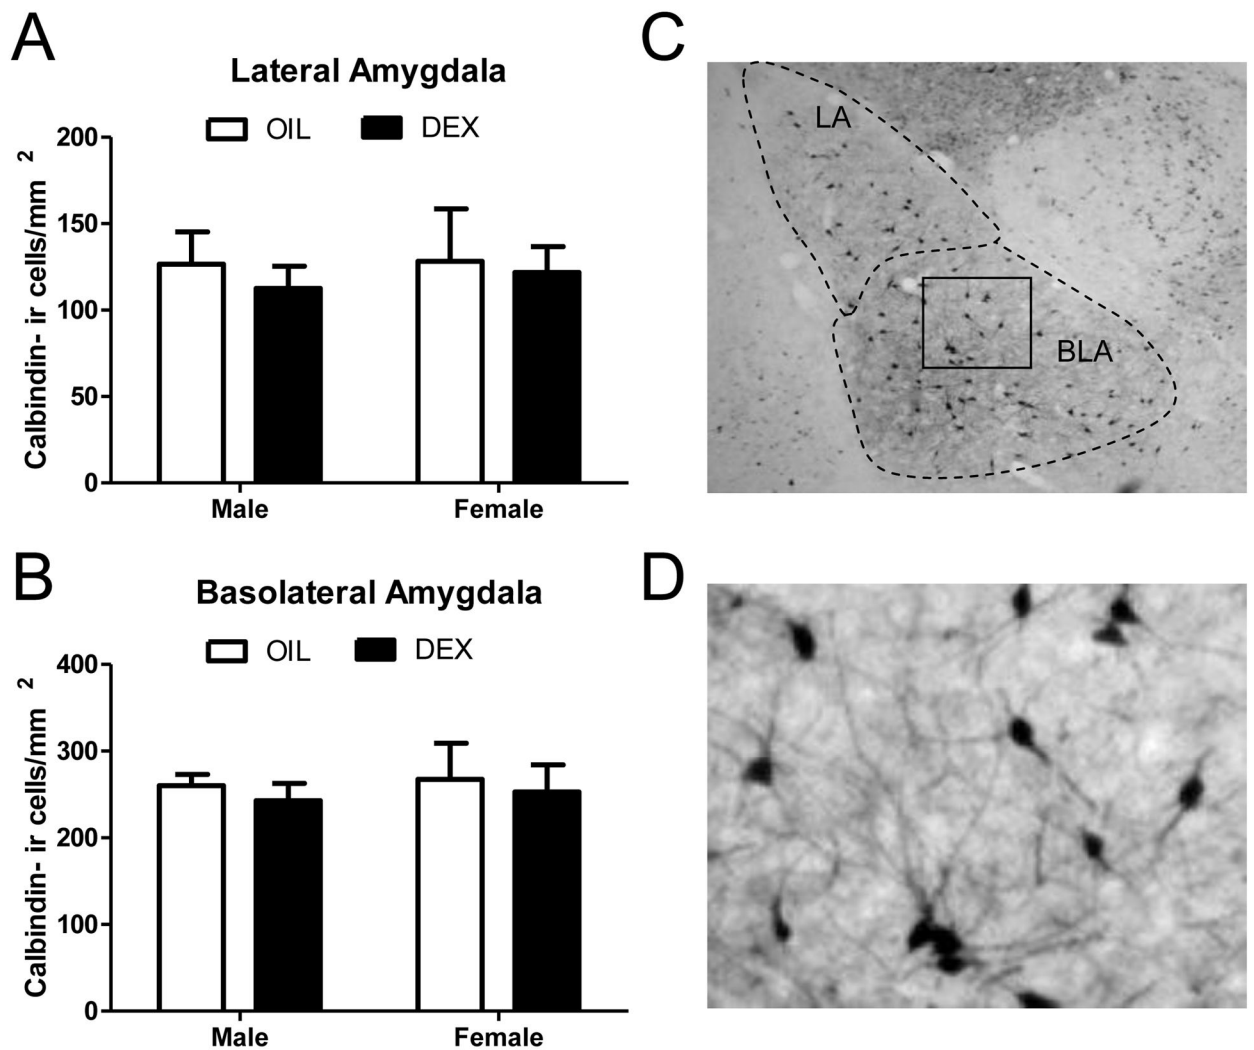 A
Lateral Amygdala
OIL DEX
Calbindin- ir cells/mm 2
200
150
100
50
0
Male Female
B
Basolateral Amygdala
OIL DEX
Calbindin- ir cells/mm 2
400
300
200
100
0
Male Female
C
LA
BLA
D